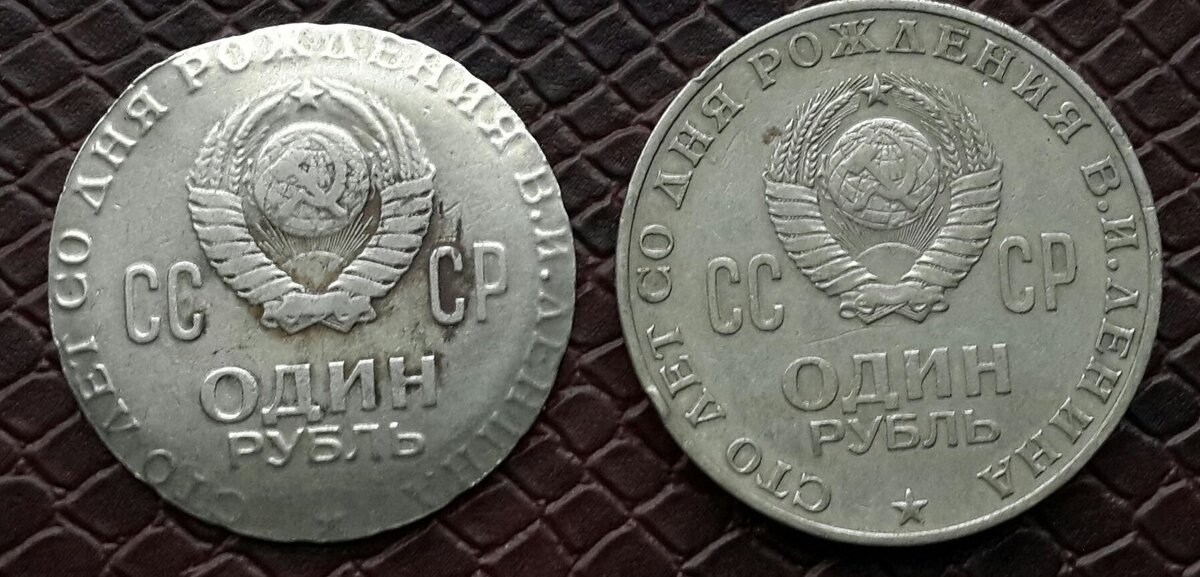 СТО ЛЕТ СО ДНЯ РОЖДЕНИЯ В.И.ЛЕНИНА
СС СР
ОДИН
РУБЛЬ
СТО ЛЕТ СО ДНЯ РОЖДЕНИЯ В.И.ЛЕНИНА
СС СР
ОДИН
РУБЛЬ